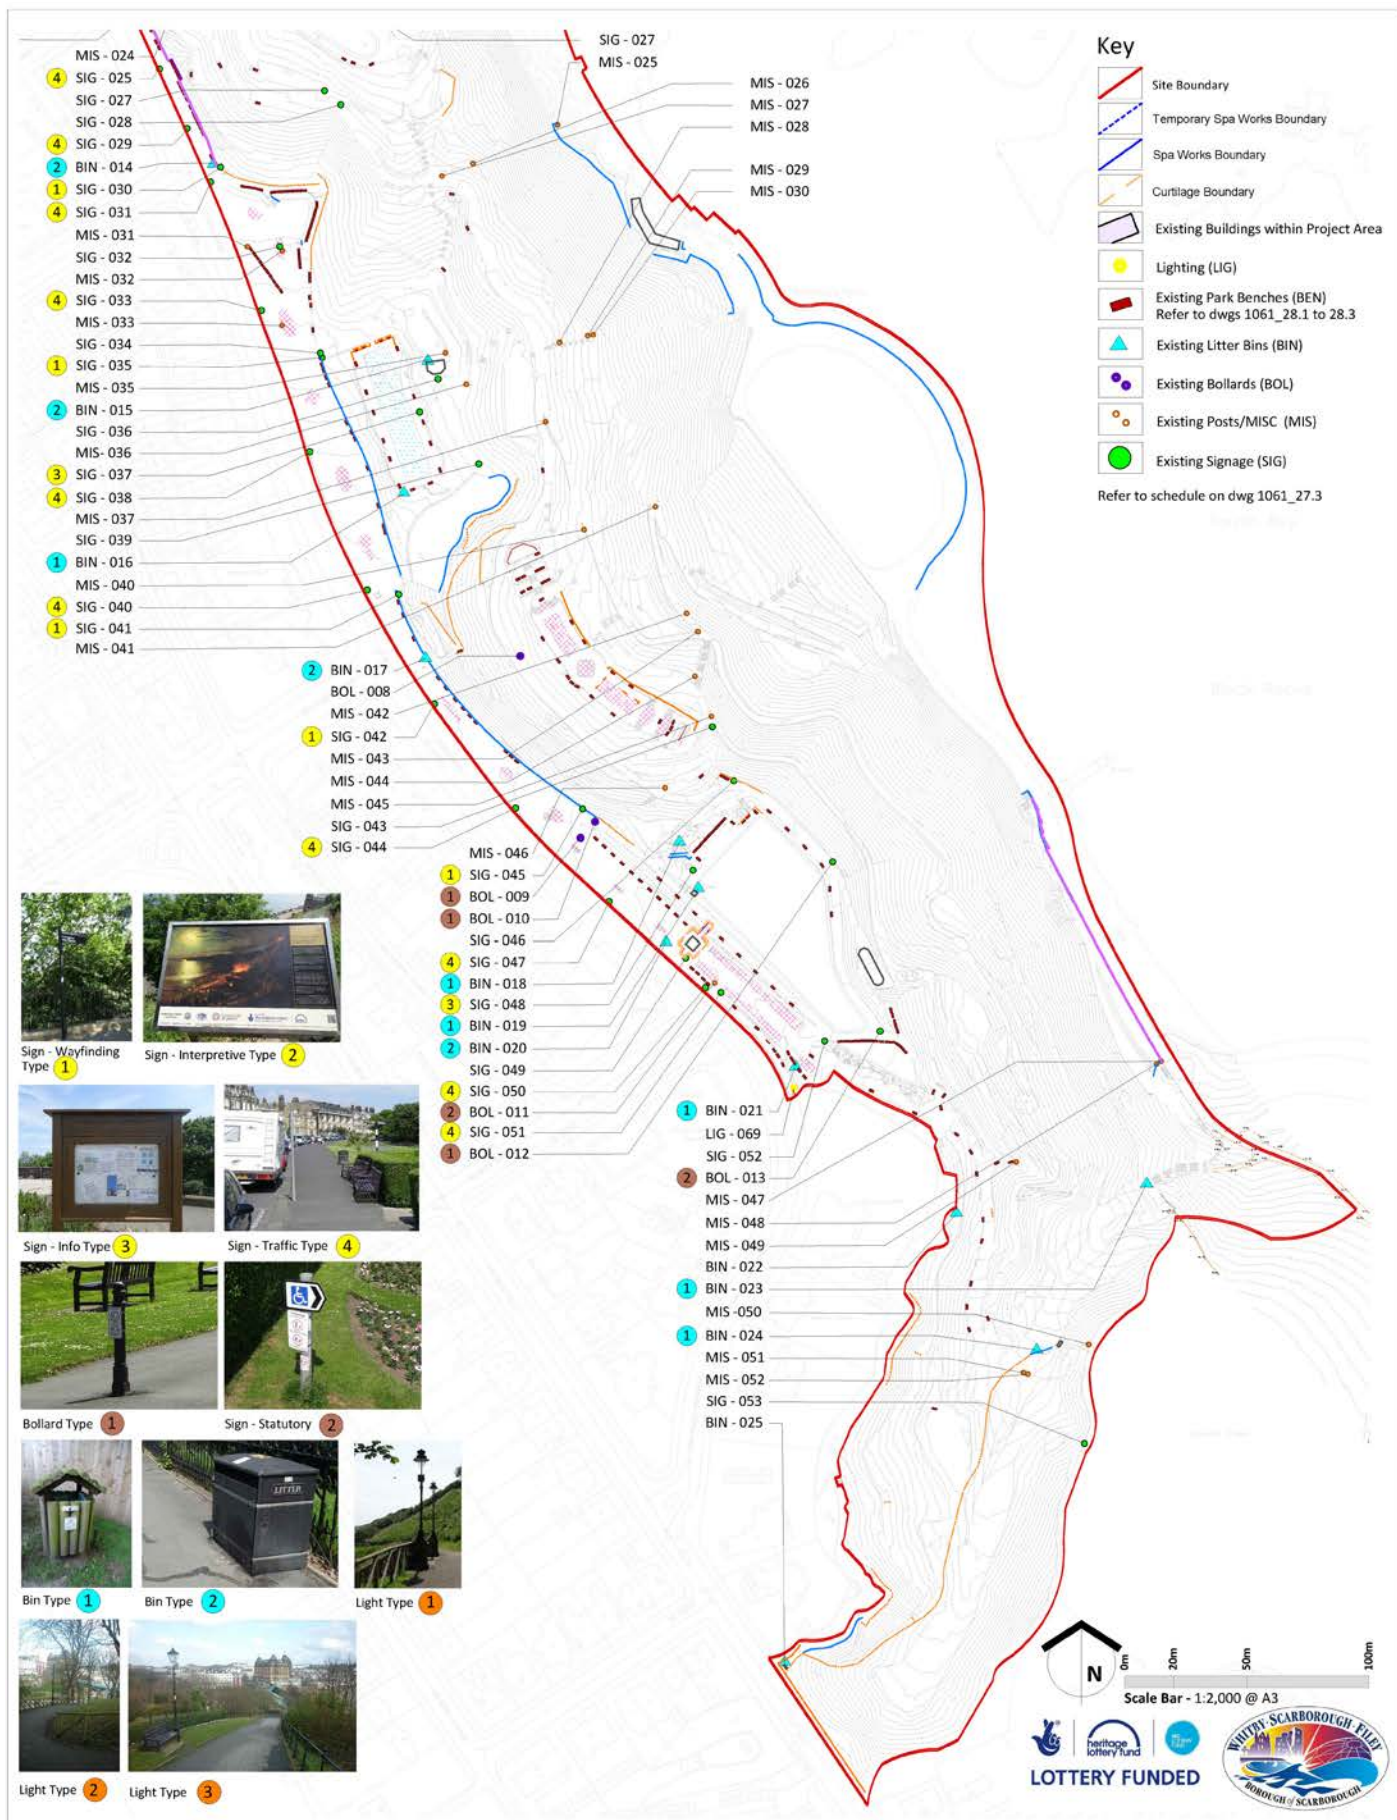 MIS - 024
4 SIG - 025
SIG - 027
SIG - 028
4 SIG - 029
2 BIN - 014
1 SIG - 030
4 SIG - 031
MIS - 031
SIG - 032
MIS - 032
4 SIG - 033
MIS - 033
SIG - 034
1 SIG - 035
MIS - 035
2 BIN - 015
SIG - 036
MIS- 036
3 SIG - 037
4 SIG - 038
MIS - 037
SIG - 039
1 BIN - 016
MIS - 040
4 SIG - 040
1 SIG - 041
MIS - 041
SIG - 027
MIS - 025
MIS - 026
MIS - 027
MIS - 028
MIS - 029
MIS - 030
2 BIN - 017
BOL - 008
MIS - 042
1 SIG - 042
MIS - 043
MIS - 044
MIS - 045
SIG - 043
4 SIG - 044
MIS - 046
1 SIG - 045
1 BOL - 009
1 BOL - 010
SIG - 046
4 SIG - 047
1 BIN - 018
3 SIG - 048
1 BIN - 019
2 BIN - 020
SIG - 049
4 SIG - 050
2 BOL - 011
4 SIG - 051
1 BOL - 012
1 BIN - 021
LIG - 069
SIG - 052
2 BOL - 013
MIS - 047
MIS - 048
MIS - 049
BIN - 022
1 BIN - 023
MIS -050
1 BIN - 024
MIS - 051
MIS - 052
SIG - 053
BIN - 025
Key
Site Boundary
Temporary Spa Works Boundary
Spa Works Boundary
Curtilage Boundary
Existing Buildings within Project Area
Lighting (LIG)
Existing Park Benches (BEN)
Refer to dwgs 1061_28.1 to 28.3
Existing Litter Bins (BIN)
Existing Bollards (BOL)
Existing Posts/MISC (MIS)
Existing Signage (SIG)
Refer to schedule on dwg 1061_27.3
Sign - Wayfinding
Type 1
Sign - Interpretive Type 2
Sign - Info Type 3
Sign - Traffic Type 4
Bollard Type 1
Sign - Statutory 2
LITTER
Bin Type 1
Bin Type 2
Light Type 1
Light Type 2
Light Type 3
N
0m
20m
50m
100m
Scale Bar - 1:2,000 @ A3
heritage
lottery fund
LOTTERY FUNDED
WHITBY·SCARBOROUGH·FILEY
BOROUGH of SCARBOROUGH